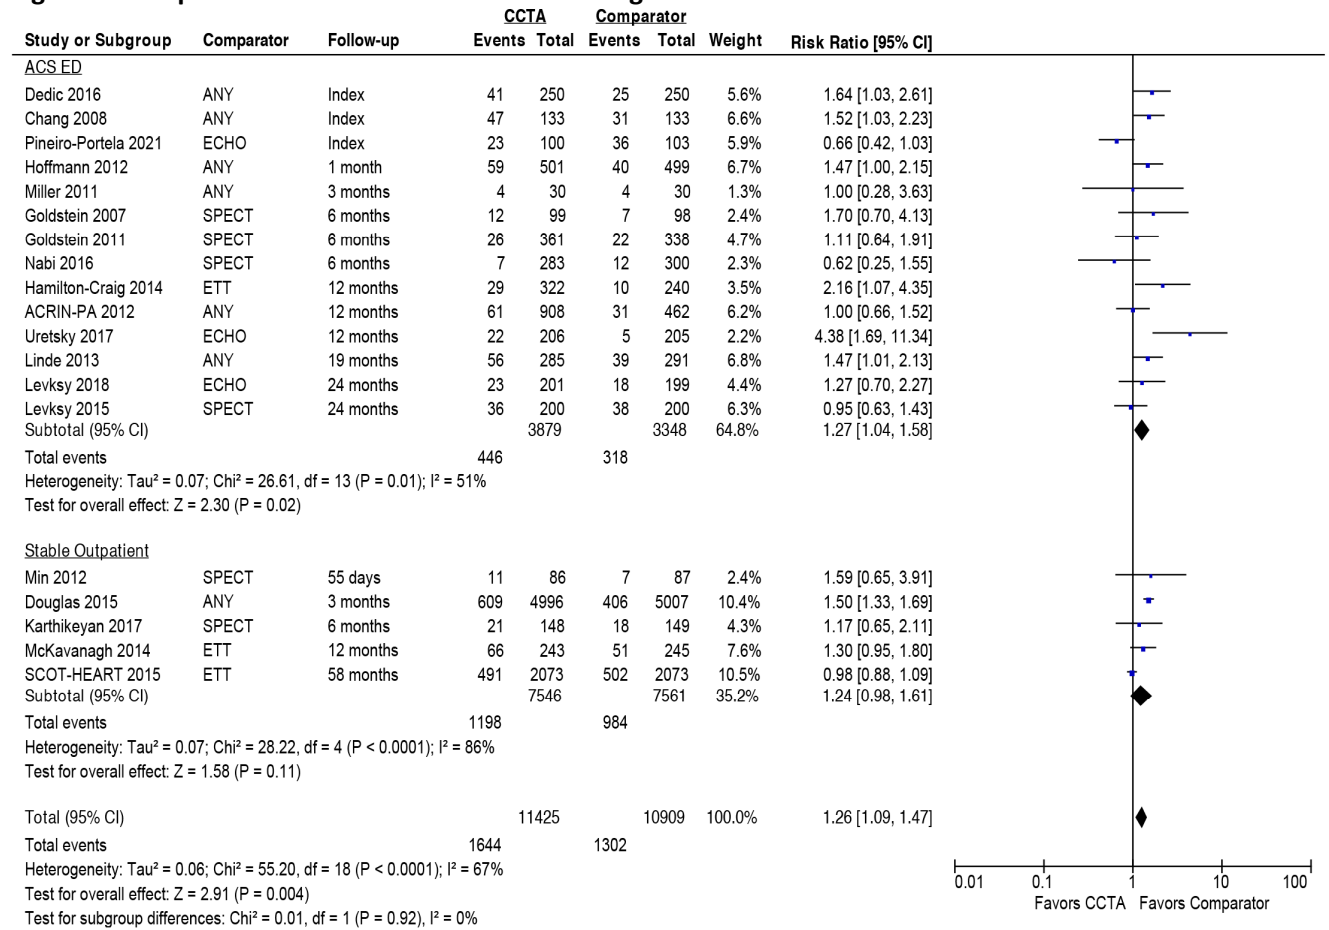 CCTA Comparator
Study or Subgroup Comparator Follow-up Events Total Events Total Weight Risk Ratio [95% CI]
ACS ED
Dedic 2016 ANY Index 41 250 25 250 5.6% 1.64 [1.03, 2.61]
Chang 2008 ANY Index 47 133 31 133 6.6% 1.52 [1.03, 2.23]
Pineiro-Portela 2021 ECHO Index 23 100 36 103 5.9% 0.66 [0.42, 1.03]
Hoffmann 2012 ANY 1 month 59 501 40 499 6.7% 1.47 [1.00, 2.15]
Miller 2011 ANY 3 months 4 30 4 30 1.3% 1.00 [0.28, 3.63]
Goldstein 2007 SPECT 6 months 12 99 7 98 2.4% 1.70 [0.70, 4.13]
Goldstein 2011 SPECT 6 months 26 361 22 338 4.7% 1.11 [0.64, 1.91]
Nabi 2016 SPECT 6 months 7 283 12 300 2.3% 0.62 [0.25, 1.55]
Hamilton-Craig 2014 ETT 12 months 29 322 10 240 3.5% 2.16 [1.07, 4.35]
ACRIN-PA 2012 ANY 12 months 61 908 31 462 6.2% 1.00 [0.66, 1.52]
Uretsky 2017 ECHO 12 months 22 206 5 205 2.2% 4.38 [1.69, 11.34]
Linde 2013 ANY 19 months 56 285 39 291 6.8% 1.47 [1.01, 2.13]
Levksy 2018 ECHO 24 months 23 201 18 199 4.4% 1.27 [0.70, 2.27]
Levksy 2015 SPECT 24 months 36 200 38 200 6.3% 0.95 [0.63, 1.43]
Subtotal (95% CI) 3879 3348 64.8% 1.27 [1.04, 1.58]
Total events 446 318
Heterogeneity: Tau² = 0.07; Chi² = 26.61, df = 13 (P = 0.01); I² = 51%
Test for overall effect: Z = 2.30 (P = 0.02)
Stable Outpatient
Min 2012 SPECT 55 days 11 86 7 87 2.4% 1.59 [0.65, 3.91]
Douglas 2015 ANY 3 months 609 4996 406 5007 10.4% 1.50 [1.33, 1.69]
Karthikeyan 2017 SPECT 6 months 21 148 18 149 4.3% 1.17 [0.65, 2.11]
McKavanagh 2014 ETT 12 months 66 243 51 245 7.6% 1.30 [0.95, 1.80]
SCOT-HEART 2015 ETT 58 months 491 2073 502 2073 10.5% 0.98 [0.88, 1.09]
Subtotal (95% CI) 7546 7561 35.2% 1.24 [0.98, 1.61]
Total events 1198 984
Heterogeneity: Tau² = 0.07; Chi² = 28.22, df = 4 (P < 0.0001); I² = 86%
Test for overall effect: Z = 1.58 (P = 0.11)
Total (95% CI) 11425 10909 100.0% 1.26 [1.09, 1.47]
Total events 1644 1302
Heterogeneity: Tau² = 0.06; Chi² = 55.20, df = 18 (P < 0.0001); I² = 67%
Test for overall effect: Z = 2.91 (P = 0.004)
Test for subgroup differences: Chi² = 0.01, df = 1 (P = 0.92), I² = 0%
0.01 0.1 1 10 100
Favors CCTA Favors Comparator